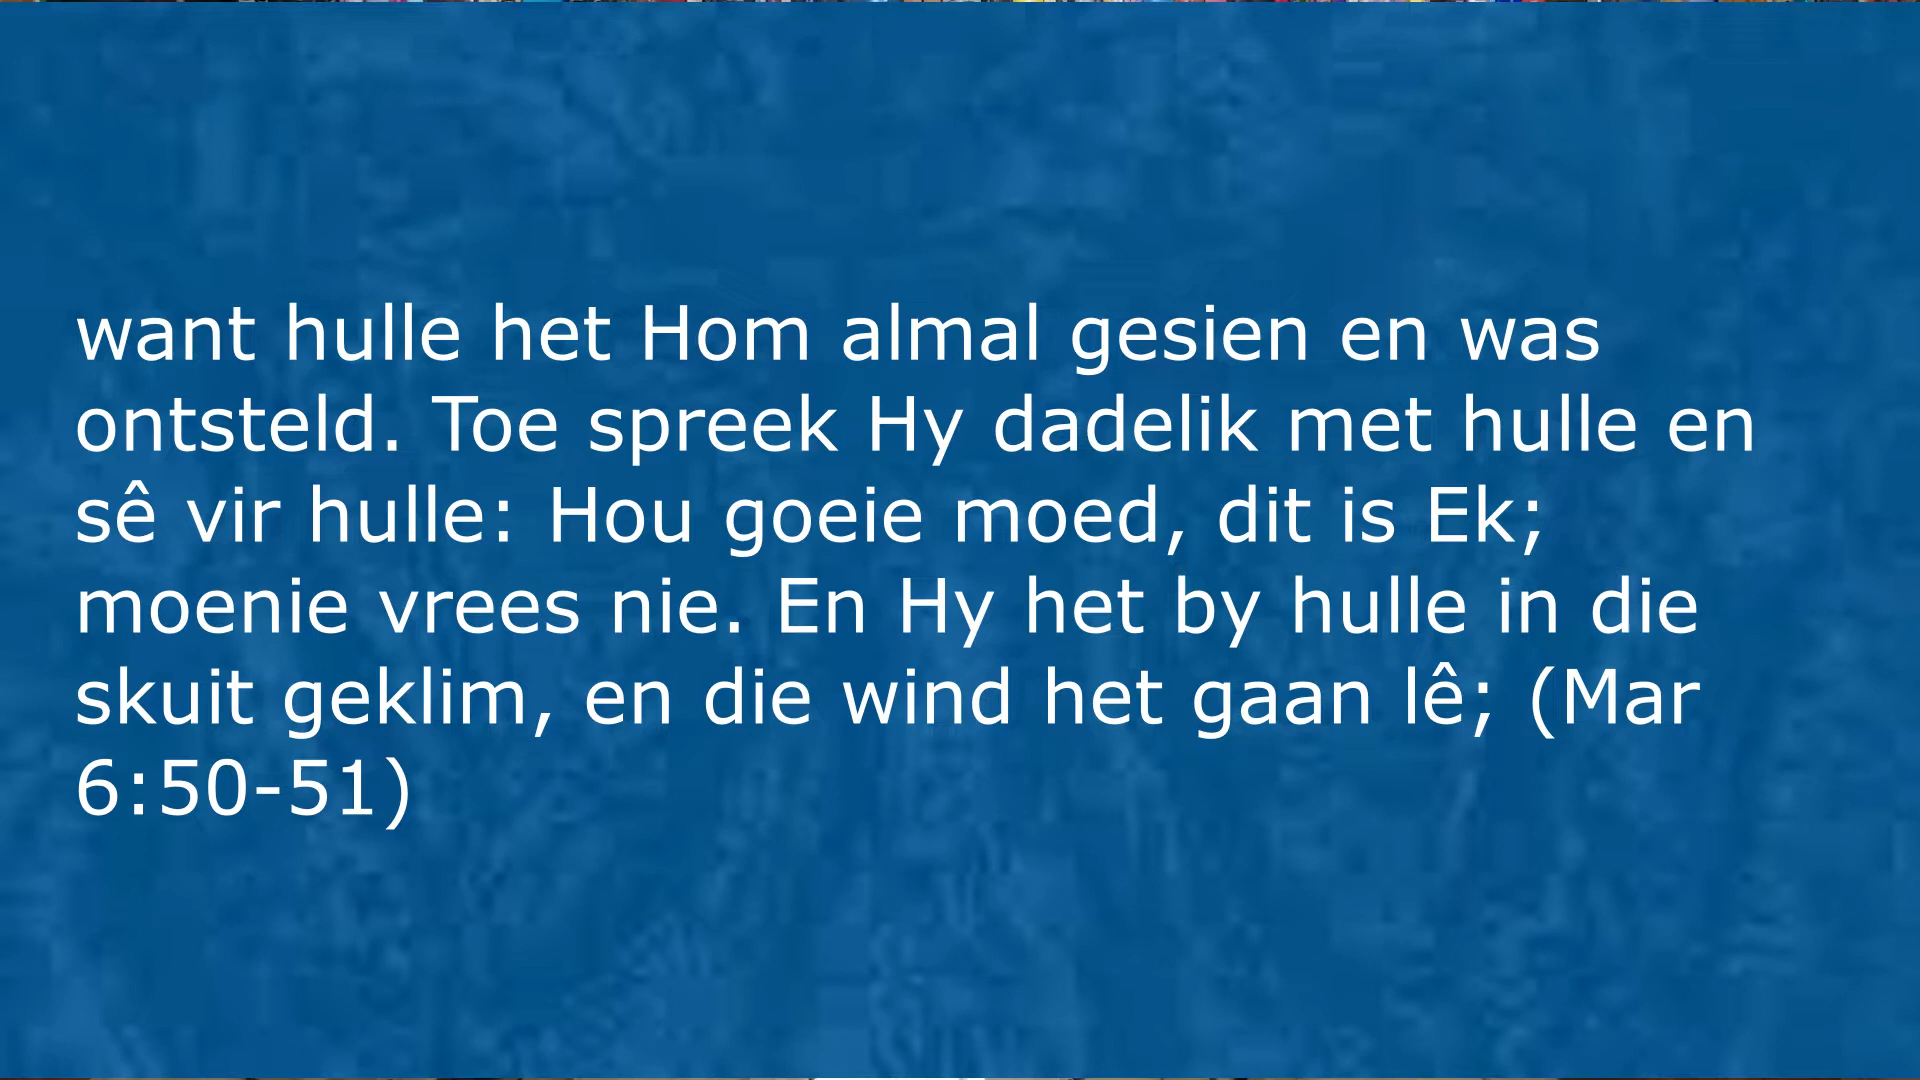 want hulle het Hom almal gesien en was
ontsteld. Toe spreek Hy dadelik met hulle en
sê vir hulle: Hou goeie moed, dit is Ek;
moenie vrees nie. En Hy het by hulle in die
skuit geklim, en die wind het gaan lê; (Mar
6:50-51)